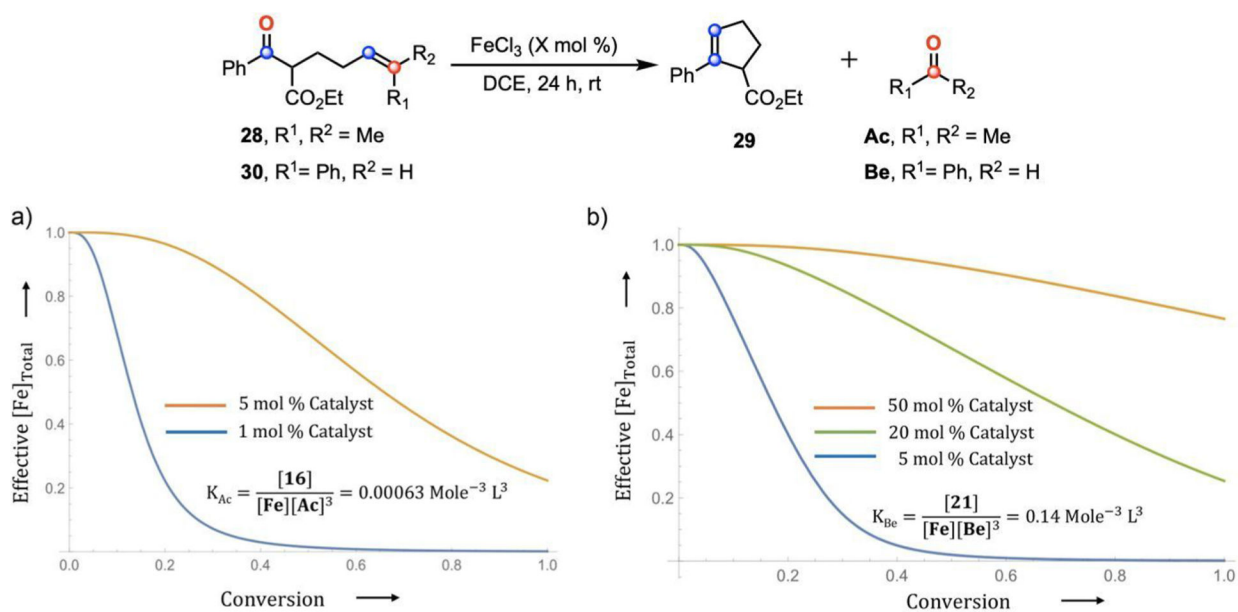 O
Ph
CO₂Et
R₂
R₁
FeCl₃ (X mol %)
DCE, 24 h, rt
Ph
CO₂Et
+
O
R₁
R₂
28, R¹, R² = Me
30, R¹= Ph, R² = H
29
Ac, R¹, R² = Me
Be, R¹= Ph, R² = H
a)
Effective [Fe]Total
1.0
0.8
0.6
0.4
0.2
5 mol % Catalyst
1 mol % Catalyst
K_Ac = [16] / [Fe][Ac]³ = 0.00063 Mole⁻³ L³
0.0 0.2 0.4 0.6 0.8 1.0
Conversion
b)
Effective [Fe]Total
1.0
0.8
0.6
0.4
0.2
50 mol % Catalyst
20 mol % Catalyst
5 mol % Catalyst
K_Be = [21] / [Fe][Be]³ = 0.14 Mole⁻³ L³
0.2 0.4 0.6 0.8 1.0
Conversion